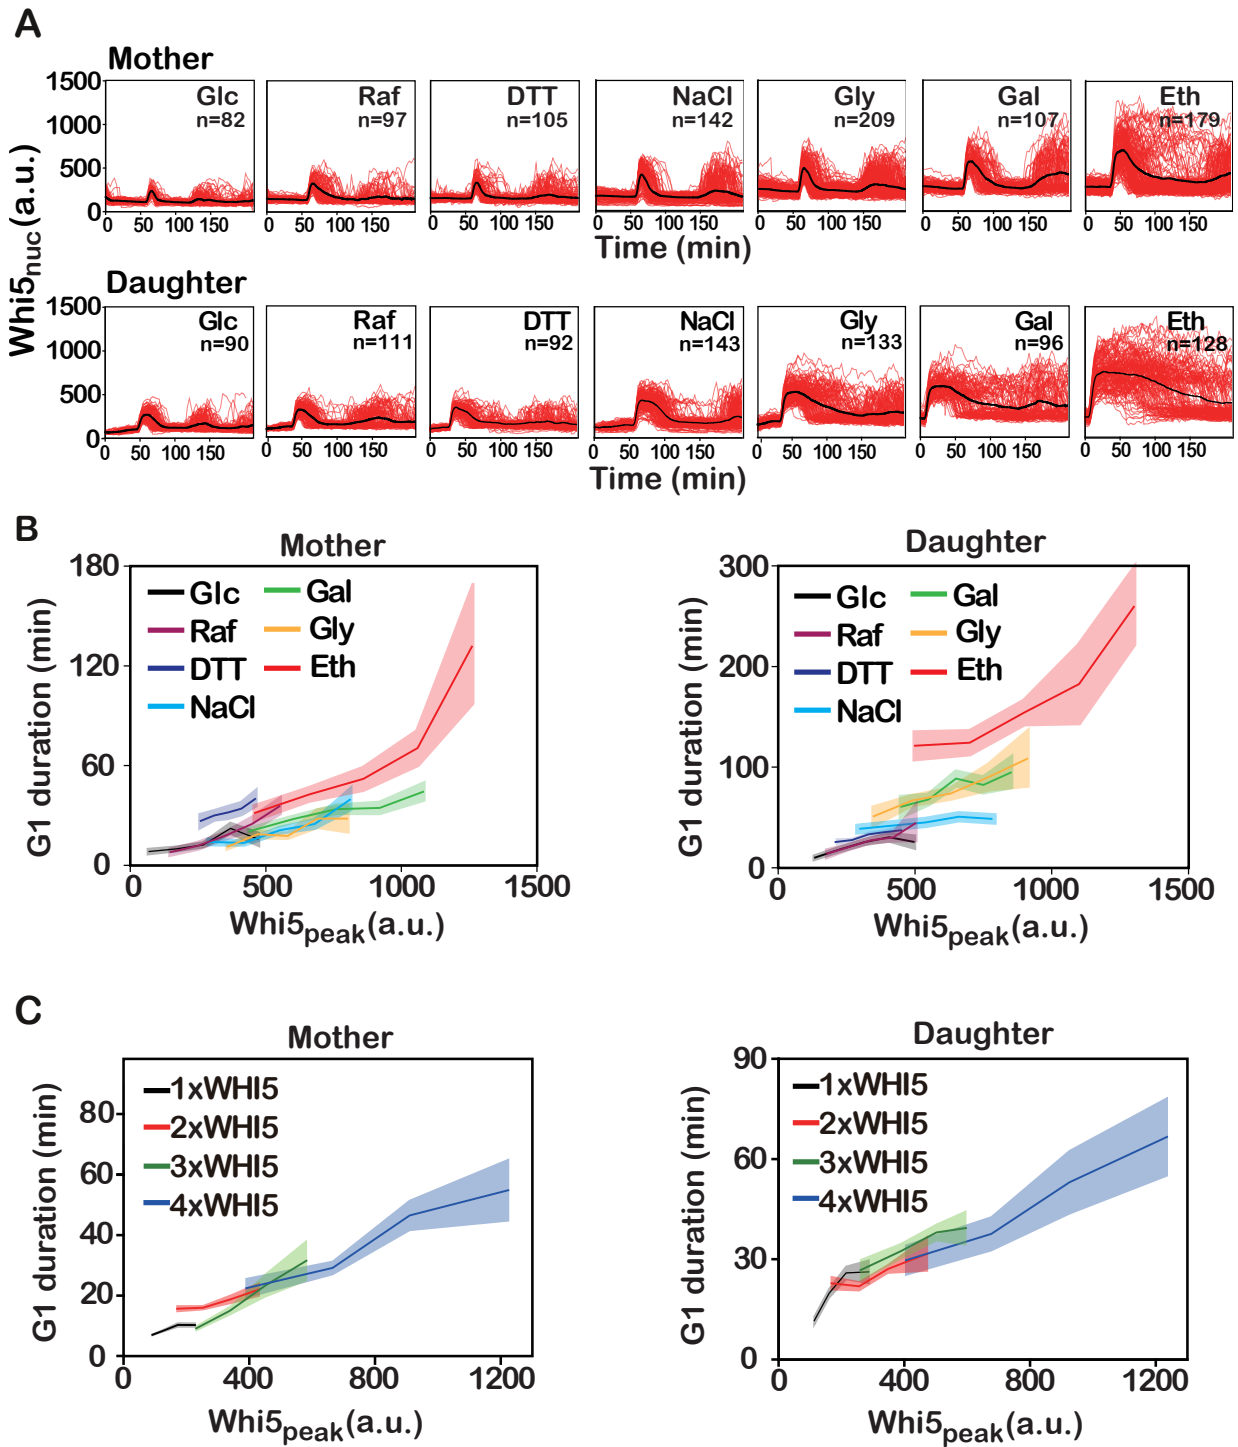 A
Mother
Whi5nuc(a.u.)
1500
1000
500
0
Glc
n=82
Raf
n=97
DTT
n=105
NaCl
n=142
Gly
n=209
Gal
n=107
Eth
n=179
0 50 100 150
0 50 100 150
0 50 100 150
0 50 100 150
0 50 100 150
0 50 100 150
0 50 100 150
Time (min)
Daughter
1500
1000
500
0
Glc
n=90
Raf
n=111
DTT
n=92
NaCl
n=143
Gly
n=133
Gal
n=96
Eth
n=128
0 50 100 150
0 50 100 150
0 50 100 150
0 50 100 150
0 50 100 150
0 50 100 150
0 50 100 150
Time (min)
B
Mother
G1 duration (min)
180
120
60
0
Glc
Raf
DTT
NaCl
Gal
Gly
Eth
0 500 1000 1500
Whi5peak(a.u.)
Daughter
G1 duration (min)
300
200
100
0
Glc
Raf
DTT
NaCl
Gal
Gly
Eth
0 500 1000 1500
Whi5peak(a.u.)
C
Mother
G1 duration (min)
80
60
40
20
0
1xWHI5
2xWHI5
3xWHI5
4xWHI5
0 400 800 1200
Whi5peak(a.u.)
Daughter
G1 duration (min)
90
60
30
0
1xWHI5
2xWHI5
3xWHI5
4xWHI5
0 400 800 1200
Whi5peak(a.u.)